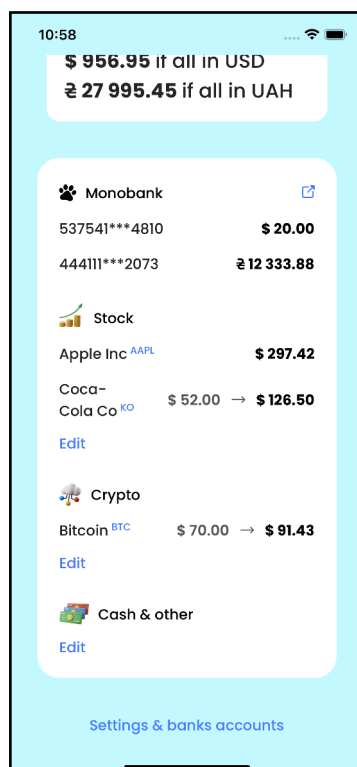 10:58
$ 956.95 if all in USD
₴ 27 995.45 if all in UAH
Monobank
537541***4810 $ 20.00
444111***2073 ₴ 12 333.88
Stock
Apple Inc AAPL $ 297.42
Coca-
Cola Co KO $ 52.00 → $ 126.50
Edit
Crypto
Bitcoin BTC $ 70.00 → $ 91.43
Edit
Cash & other
Edit
Settings & banks accounts